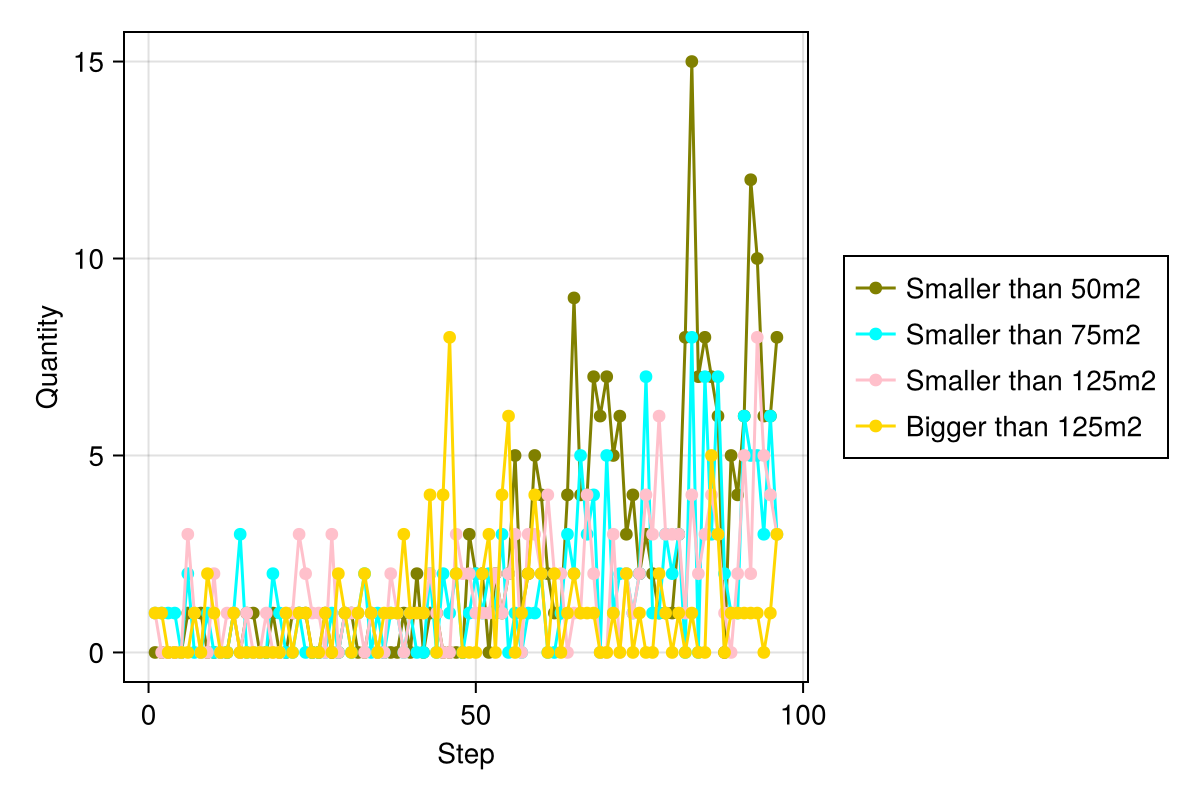 15
10
5
0
Quantity
0 50 100
Step
Smaller than 50m2
Smaller than 75m2
Smaller than 125m2
Bigger than 125m2